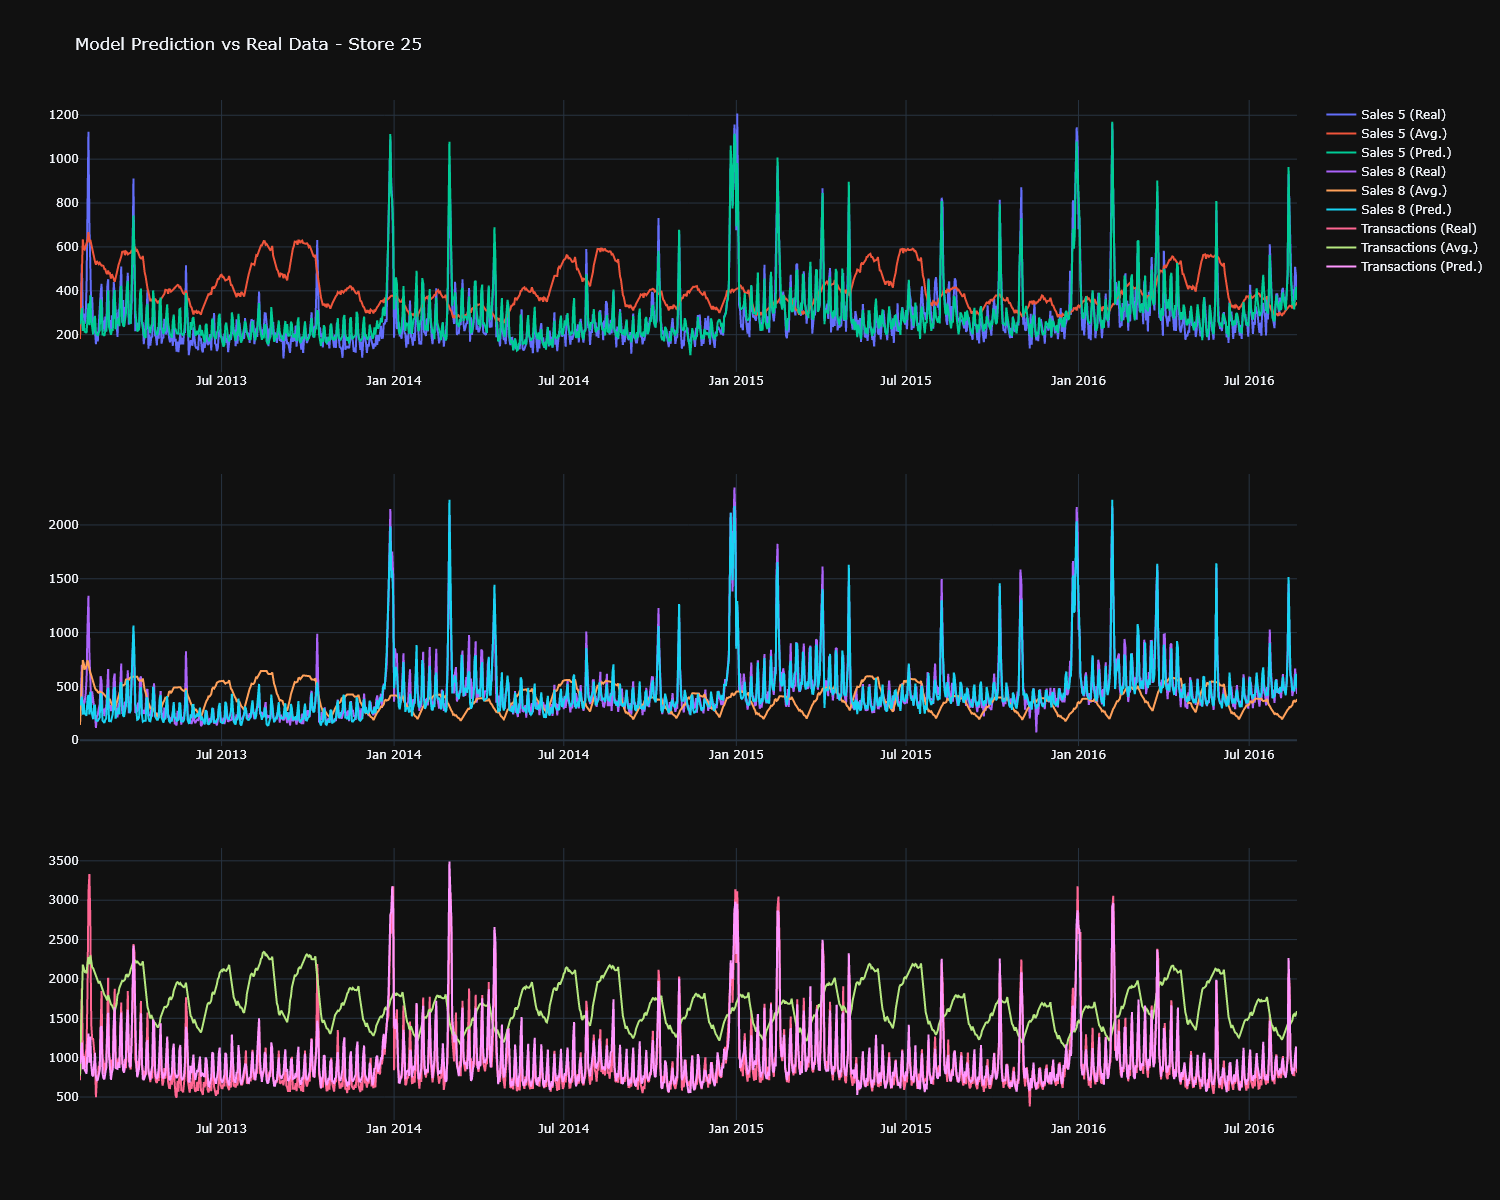 Model Prediction vs Real Data - Store 25
1200
1000
800
600
400
200
Jul 2013 Jan 2014 Jul 2014 Jan 2015 Jul 2015 Jan 2016 Jul 2016
Sales 5 (Real)
Sales 5 (Avg.)
Sales 5 (Pred.)
Sales 8 (Real)
Sales 8 (Avg.)
Sales 8 (Pred.)
Transactions (Real)
Transactions (Avg.)
Transactions (Pred.)
2000
1500
1000
500
0
Jul 2013 Jan 2014 Jul 2014 Jan 2015 Jul 2015 Jan 2016 Jul 2016
3500
3000
2500
2000
1500
1000
500
Jul 2013 Jan 2014 Jul 2014 Jan 2015 Jul 2015 Jan 2016 Jul 2016